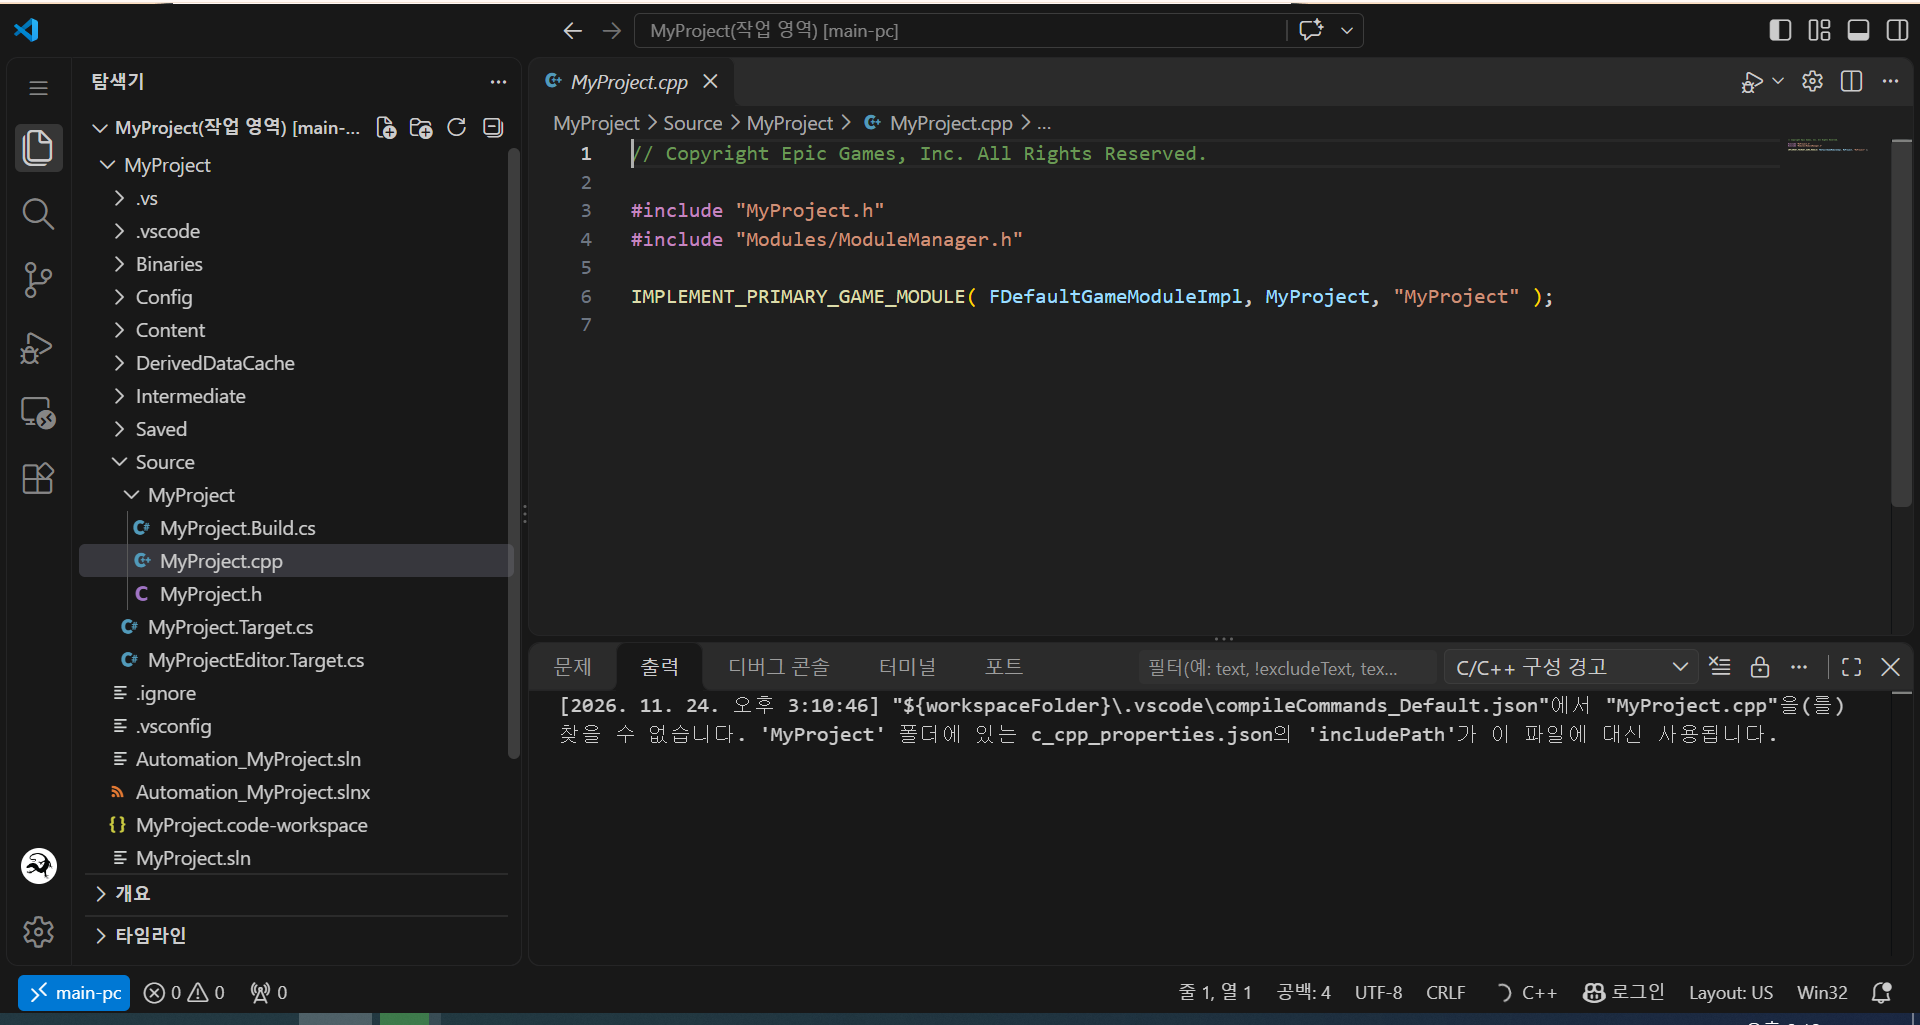 MyProject(작업 영역) [main-pc]
탐색기
MyProject(작업 영역) [main-...
MyProject
.vs
.vscode
Binaries
Config
Content
DerivedDataCache
Intermediate
Saved
Source
MyProject
MyProject.Build.cs
MyProject.cpp
MyProject.h
MyProject.Target.cs
MyProjectEditor.Target.cs
.ignore
.vsconfig
Automation_MyProject.sln
Automation_MyProject.slnx
MyProject.code-workspace
MyProject.sln
개요
타임라인
MyProject.cpp
MyProject > Source > MyProject > MyProject.cpp > ...
1 // Copyright Epic Games, Inc. All Rights Reserved.
2
3 #include "MyProject.h"
4 #include "Modules/ModuleManager.h"
5
6 IMPLEMENT_PRIMARY_GAME_MODULE( FDefaultGameModuleImpl, MyProject, "MyProject" );
7
문제 출력 디버그 콘솔 터미널 포트 필터(예: text, !excludeText, tex... C/C++ 구성 경고
[2026. 11. 24. 오후 3:10:46] "${workspaceFolder}\.vscode\compileCommands_Default.json"에서 "MyProject.cpp"을(를)
찾을 수 없습니다. 'MyProject' 폴더에 있는 c_cpp_properties.json의 'includePath'가 이 파일에 대신 사용됩니다.
main-pc 0 0 0 줄 1, 열 1 공백: 4 UTF-8 CRLF C++ 로그인 Layout: US Win32